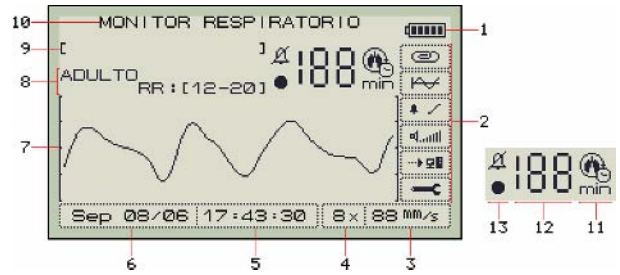 10 MONITOR RESPIRATORIO 1
9 [ ] 188 min
8 ADULTO
RR:[12-20]
2
7
188 min
Sep 08/06 17:43:30 8x 88 mm/s
13 12 11
6 5 4 3